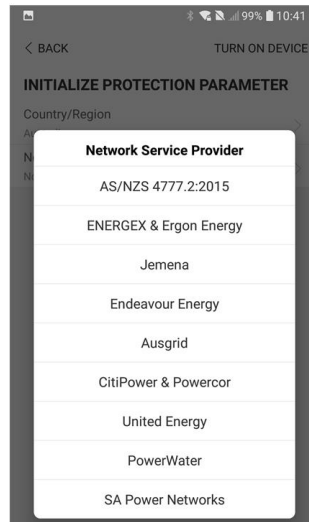 99% 10:41
BACK TURN ON DEVICE
INITIALIZE PROTECTION PARAMETER
Country/Region
Network Service Provider
AS/NZS 4777.2:2015
ENERGEX & Ergon Energy
Jemena
Endeavour Energy
Ausgrid
CitiPower & Powercor
United Energy
PowerWater
SA Power Networks